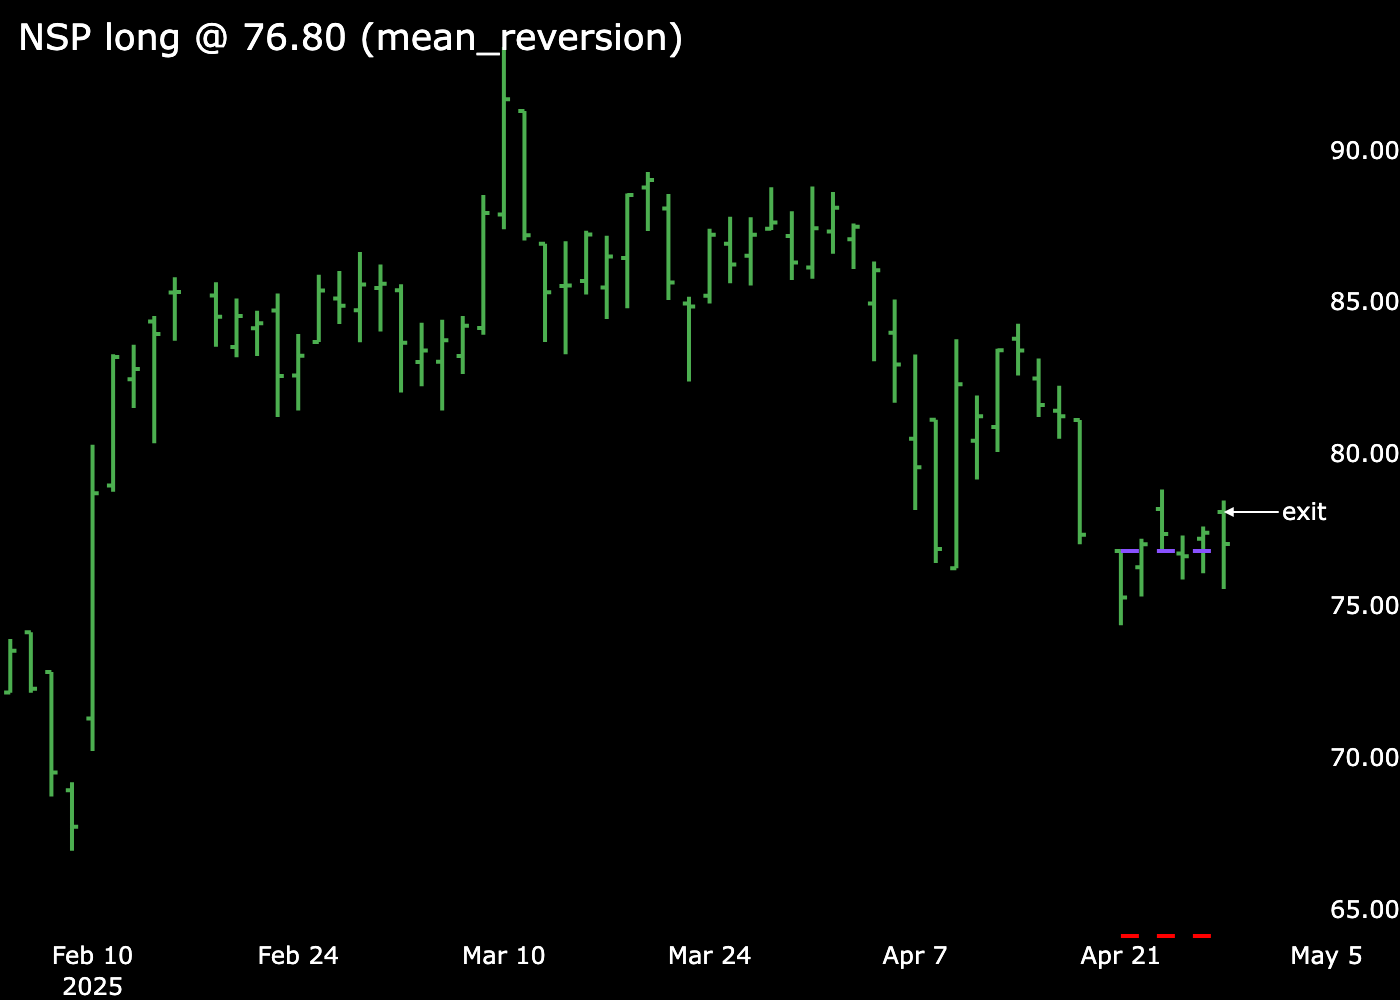 NSP long @ 76.80 (mean_reversion)
90.00
85.00
80.00
exit
75.00
70.00
65.00
Feb 10
2025
Feb 24
Mar 10
Mar 24
Apr 7
Apr 21
May 5